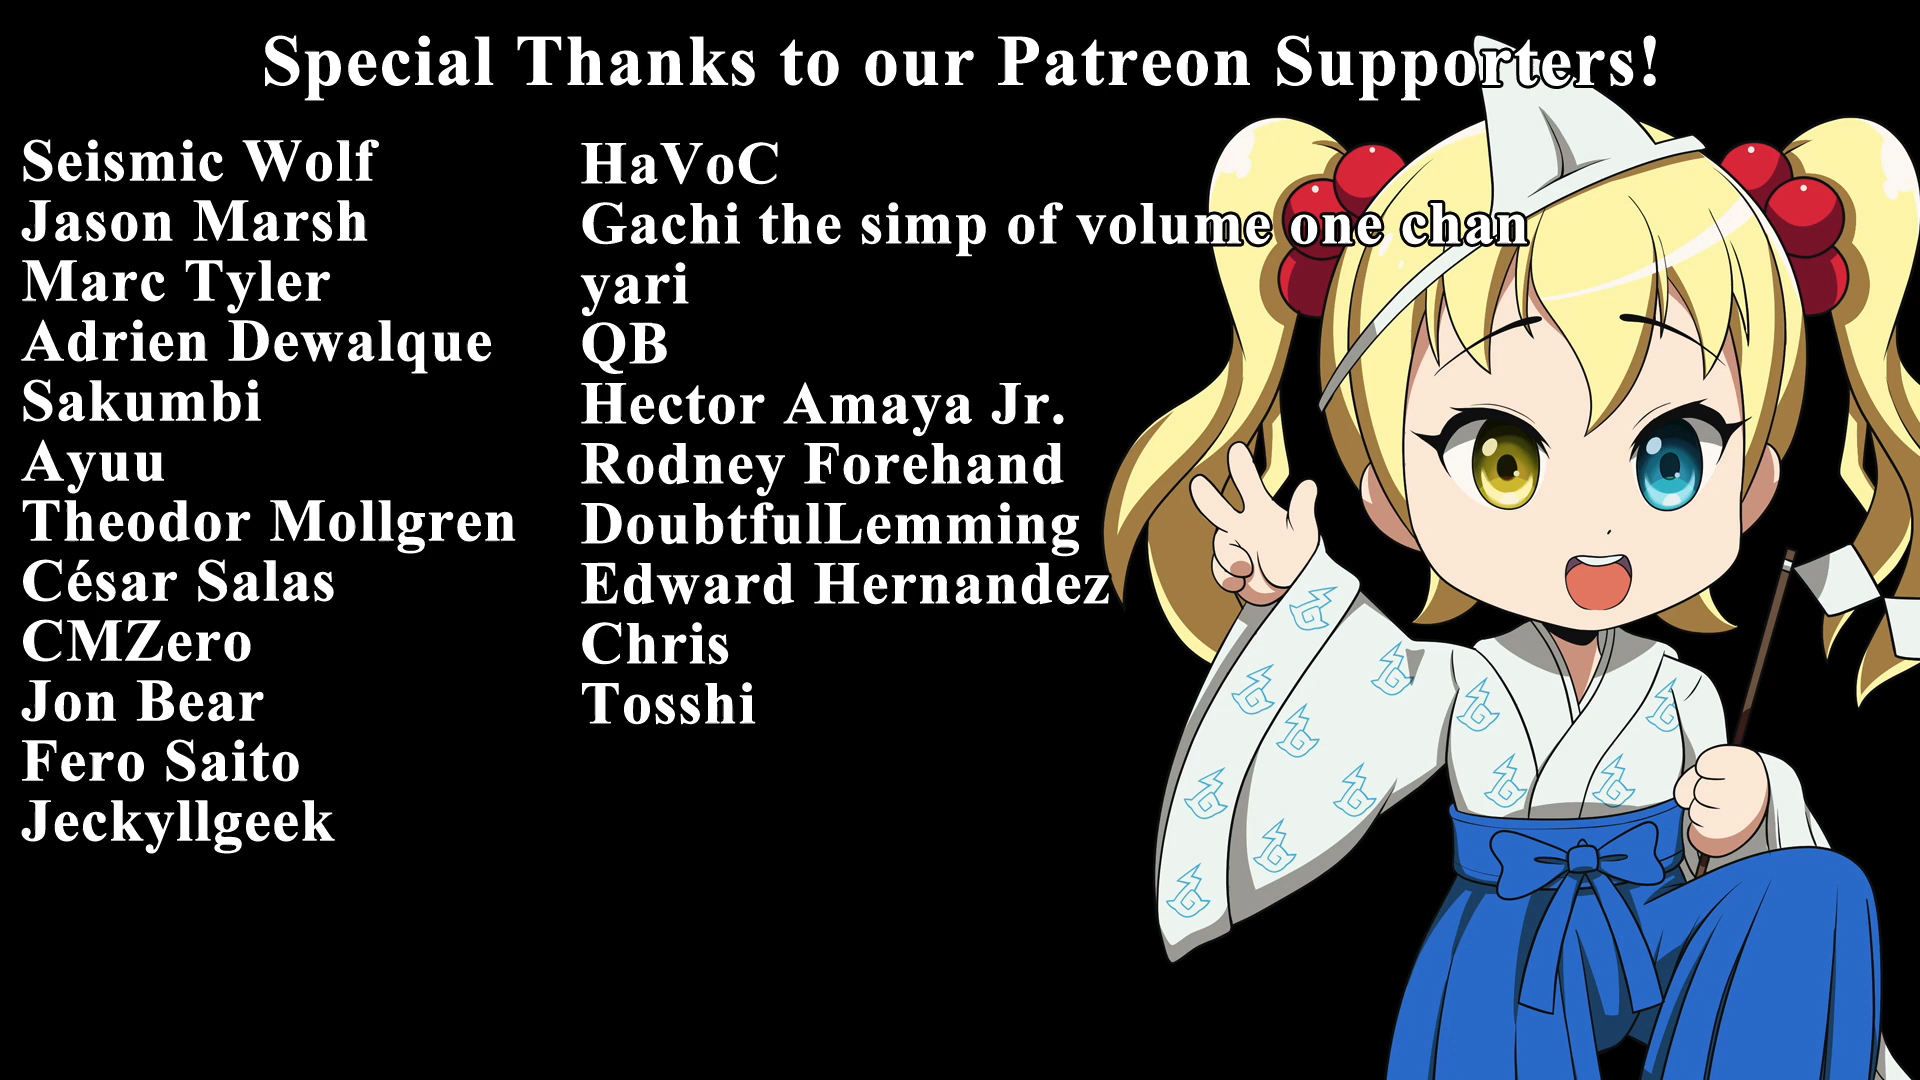 Special Thanks to our Patreon Supporters!
Seismic Wolf
Jason Marsh
Marc Tyler
Adrien Dewalque
Sakumbi
Ayuu
Theodor Mollgren
César Salas
CMZero
Jon Bear
Fero Saito
Jeckyllgeek
HaVoC
Gachi the simp of volume one chan
yari
QB
Hector Amaya Jr.
Rodney Forehand
DoubtfulLemming
Edward Hernandez
Chris
Tosshi